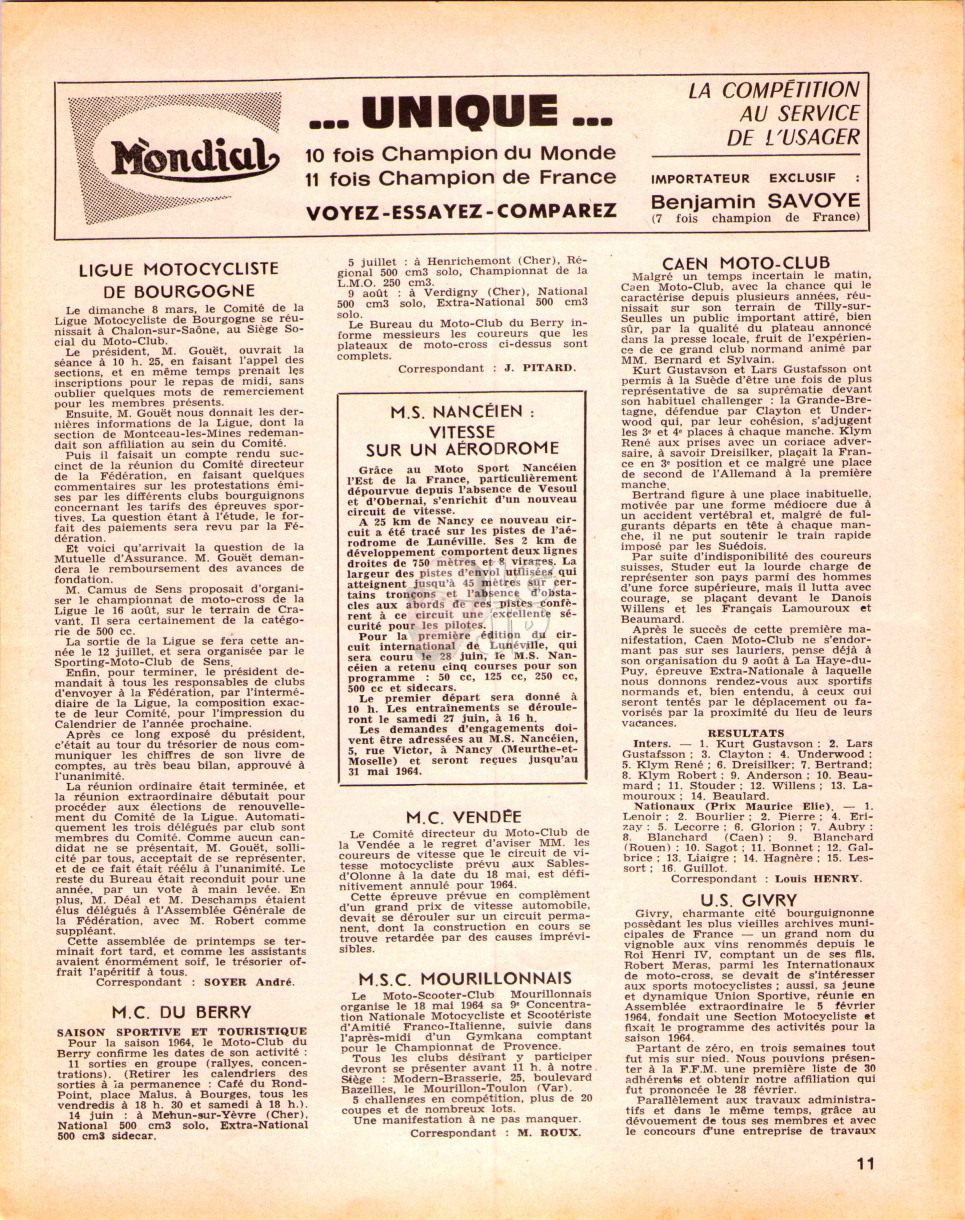 Mondial
... UNIQUE ...
10 fois Champion du Monde
11 fois Champion de France
VOYEZ-ESSAYEZ-COMPAREZ
LA COMPÉTITION
AU SERVICE
DE L'USAGER
IMPORTATEUR EXCLUSIF :
Benjamin SAVOYE
(7 fois champion de France)
LIGUE MOTOCYCLISTE
DE BOURGOGNE
Le dimanche 8 mars, le Comité de la
Ligue Motocycliste de Bourgogne se réu-
nissait à Chalon-sur-Saône, au Siège So-
cial du Moto-Club.
Le président, M. Gouët, ouvrait la
séance à 10 h. 25, en faisant l'appel des
sections, et en même temps prenait les
inscriptions pour le repas de midi, sans
oublier quelques mots de remerciement
pour les membres présents.
Ensuite, M. Gouët nous donnait les der-
nières informations de la Ligue, dont la
section de Montceau-les-Mines redeman-
dait son affiliation au sein du Comité.
Puis il faisait un compte rendu suc-
cinct de la réunion du Comité directeur
de la Fédération, en faisant quelques
commentaires sur les protestations émi-
ses par les différents clubs bourguignons
concernant les tarifs des épreuves spor-
tives. La question étant à l'étude, le for-
fait des paiements sera revu par la Fé-
dération.
Et voici qu'arrivait la question de la
Mutuelle d'Assurance. M. Gouët deman-
dera le remboursement des avances de
fondation.
M. Camus de Sens proposait d'organi-
ser le championnat de moto-cross de la
Ligue le 16 août, sur le terrain de Cra-
vant. Il sera certainement de la catégo-
rie de 500 cc.
La sortie de la Ligue se fera cette an-
née le 12 juillet, et sera organisée par le
Sporting-Moto-Club de Sens.
Enfin, pour terminer, le président de-
mandait à tous les responsables de clubs
d'envoyer à la Fédération, par l'intermé-
diaire de la Ligue, la composition exac-
te de leur Comité, pour l'impression du
Calendrier de l'année prochaine.
Après ce long exposé du président,
c'était au tour du trésorier de nous com-
muniquer les chiffres de son livre de
comptes, au très beau bilan, approuvé à
l'unanimité.
La réunion ordinaire était terminée, et
la réunion extraordinaire débutait pour
procéder aux élections de renouvelle-
ment du Comité de la Ligue. Automati-
quement les trois délégués par club sont
membres du Comité. Comme aucun can-
didat ne se présentait, M. Gouët, solli-
cité par tous, acceptait de se représenter,
et de ce fait était réélu à l'unanimité. Le
reste du Bureau était reconduit pour une
année, par un vote à main levée. En
plus, M. Déal et M. Deschamps étaient
élus délégués à l'Assemblée Générale de
la Fédération, avec M. Robert comme
suppléant.
Cette assemblée de printemps se ter-
minait fort tard, et comme les assistants
avaient énormément soif, le trésorier of-
frait l'apéritif à tous.
Correspondant : SOYER André.
M.C. DU BERRY
SAISON SPORTIVE ET TOURISTIQUE
Pour la saison 1964, le Moto-Club du
Berry confirme les dates de son activité :
11 sorties en groupe (rallyes, concen-
trations). (Retirer les calendriers des
sorties à la permanence : Café du Rond-
Point, place Malus, à Bourges, tous les
vendredis à 18 h. 30 et samedi à 18 h.).
14 juin : à Mehun-sur-Yèvre (Cher),
National 500 cm3 solo, Extra-National
500 cm3 sidecar.
5 juillet : à Henrichemont (Cher), Ré-
gional 500 cm3 solo, Championnat de la
L.M.O. 250 cm3.
9 août : à Verdigny (Cher), National
500 cm3 solo, Extra-National 500 cm3
solo.
Le Bureau du Moto-Club du Berry in-
forme messieurs les coureurs que les
plateaux de moto-cross ci-dessus sont
complets.
Correspondant : J. PITARD.
M.S. NANCÉIEN :
VITESSE
SUR UN AÉRODROME
Grâce au Moto Sport Nancéien
l'Est de la France, particulièrement
dépourvue depuis l'absence de Vesoul
et d'Obernai, s'enrichit d'un nouveau
circuit de vitesse.
A 25 km de Nancy ce nouveau cir-
cuit a été tracé sur les pistes de l'aé-
rodrome de Lunéville. Ses 2 km de
développement comportent deux lignes
droites de 750 mètres et 8 virages. La
largeur des pistes d'envol utilisées qui
atteignent jusqu'à 45 mètres sur cer-
tains tronçons et l'absence d'obsta-
cles aux abords de ces pistes confè-
rent à ce circuit une excellente sé-
curité pour les pilotes.
Pour la première édition du cir-
cuit international de Lunéville, qui
sera couru le 28 juin, le M.S. Nan-
céien a retenu cinq courses pour son
programme : 50 cc, 125 cc, 250 cc,
500 cc et sidecars.
Le premier départ sera donné à
10 h. Les entraînements se déroule-
ront le samedi 27 juin, à 16 h.
Les demandes d'engagements doi-
vent être adressées au M.S. Nancéien,
5, rue Victor, à Nancy (Meurthe-et-
Moselle) et seront reçues jusqu'au
31 mai 1964.
M.C. VENDÉE
Le Comité directeur du Moto-Club de
la Vendée a le regret d'aviser MM. les
coureurs de vitesse que le circuit de vi-
tesse motocycliste prévu aux Sables-
d'Olonne à la date du 18 mai, est défi-
nitivement annulé pour 1964.
Cette épreuve prévue en complément
d'un grand prix de vitesse automobile,
devait se dérouler sur un circuit perma-
nent, dont la construction en cours se
trouve retardée par des causes imprévi-
sibles.
M.S.C. MOURILLONNAIS
Le Moto-Scooter-Club Mourillonnais
organise le 18 mai 1964 sa 9e Concentra-
tion Nationale Motocycliste et Scootériste
d'Amitié Franco-Italienne, suivie dans
l'après-midi d'un Gymkana comptant
pour le Championnat de Provence.
Tous les clubs désirant y participer
devront se présenter avant 11 h. à notre
Siège : Modern-Brasserie, 25, boulevard
Bazeilles, le Mourillon-Toulon (Var).
5 challenges en compétition, plus de 20
coupes et de nombreux lots.
Une manifestation à ne pas manquer.
Correspondant : M. ROUX.
CAEN MOTO-CLUB
Malgré un temps incertain le matin,
Caen Moto-Club, avec la chance qui le
caractérise depuis plusieurs années, réu-
nissait sur son terrain de Tilly-sur-
Seulles un public important attiré, bien
sûr, par la qualité du plateau annoncé
dans la presse locale, fruit de l'expérien-
ce de ce grand club normand animé par
MM. Bernard et Sylvain.
Kurt Gustavson et Lars Gustafsson ont
permis à la Suède d'être une fois de plus
représentative de sa suprématie devant
son habituel challenger : la Grande-Bre-
tagne, défendue par Clayton et Under-
wood qui, par leur cohésion, s'adjugent
les 3e et 4e places à chaque manche. Klym
René aux prises avec un coriace adver-
saire, à savoir Dreisilker, plaçait la Fran-
ce en 3e position et ce malgré une place
de second de l'Allemand à la première
manche.
Bertrand figure à une place inabituelle,
motivée par une forme médiocre due à
un accident vertébral et, malgré de ful-
gurants départs en tête à chaque man-
che, il ne put soutenir le train rapide
imposé par les Suédois.
Par suite d'indisponibilité des coureurs
suisses, Studer eut la lourde charge de
représenter son pays parmi des hommes
d'une force supérieure, mais il lutta avec
courage, se plaçant devant le Danois
Willens et les Français Lamouroux et
Beaumard.
Après le succès de cette première ma-
nifestation, Caen Moto-Club ne s'endor-
mant pas sur ses lauriers, pense déjà à
son organisation du 9 août à La Haye-du-
Puy, épreuve Extra-Nationale à laquelle
nous donnons rendez-vous aux sportifs
normands et, bien entendu, à ceux qui
seront tentés par le déplacement ou fa-
vorisés par la proximité du lieu de leurs
vacances.
RESULTATS
Inters. — 1. Kurt Gustavson : 2. Lars
Gustafsson ; 3. Clayton ; 4. Underwood ;
5. Klym René ; 6. Dreisilker; 7. Bertrand;
8. Klym Robert ; 9. Anderson ; 10. Beau-
mard ; 11. Stouder ; 12. Willens ; 13. La-
mouroux ; 14. Beaulard.
Nationaux (Prix Maurice Elie). — 1.
Lenoir ; 2. Bourlier ; 2. Pierre ; 4. Eri-
zay : 5. Lecorre ; 6. Glorion ; 7. Aubry :
8. Blanchard (Caen) : 9. Blanchard
(Rouen) : 10. Sagot ; 11. Bonnet ; 12. Gal-
brice ; 13. Liaigre ; 14. Hagnère ; 15. Les-
sort ; 16. Guillot.
Correspondant : Louis HENRY.
U.S. GIVRY
Givry, charmante cité bourguignonne
possédant les plus vieilles archives muni-
cipales de France — un grand nom du
vignoble aux vins renommés depuis le
Roi Henri IV, comptant un de ses fils,
Robert Meras, parmi les Internationaux
de moto-cross, se devait de s'intéresser
aux sports motocyclistes ; aussi, sa jeune
et dynamique Union Sportive, réunie en
Assemblée extraordinaire le 5 février
1964, fondait une Section Motocycliste et
fixait le programme des activités pour la
saison 1964.
Partant de zéro, en trois semaines tout
fut mis sur pied. Nous pouvions présen-
ter à la F.F.M. une première liste de 30
adhérents et obtenir notre affiliation qui
fut prononcée le 28 février.
Parallèlement aux travaux administra-
tifs et dans le même temps, grâce au
dévouement de tous ses membres et avec
le concours d'une entreprise de travaux
11